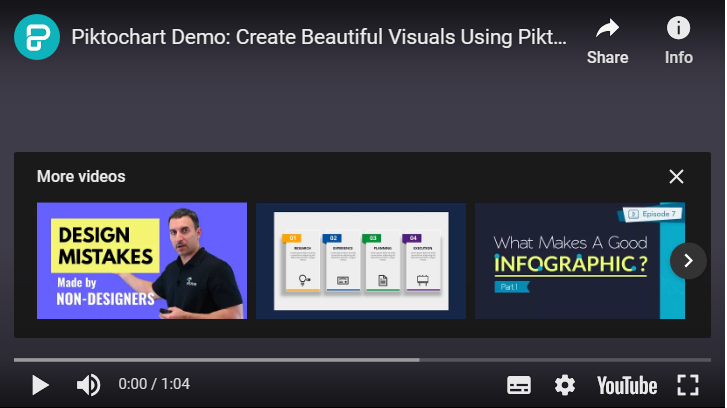 Piktochart Demo: Create Beautiful Visuals Using Pikt...
Share
Info
More videos
DESIGN
MISTAKES
Made by
NON-DESIGNERS
01
02
03
04
RESEARCH
EXPERIENCE
PLANNING
EXECUTION
Episode 7
What Makes A Good
INFOGRAPHIC?
Part 1
0:00 / 1:04
YouTube